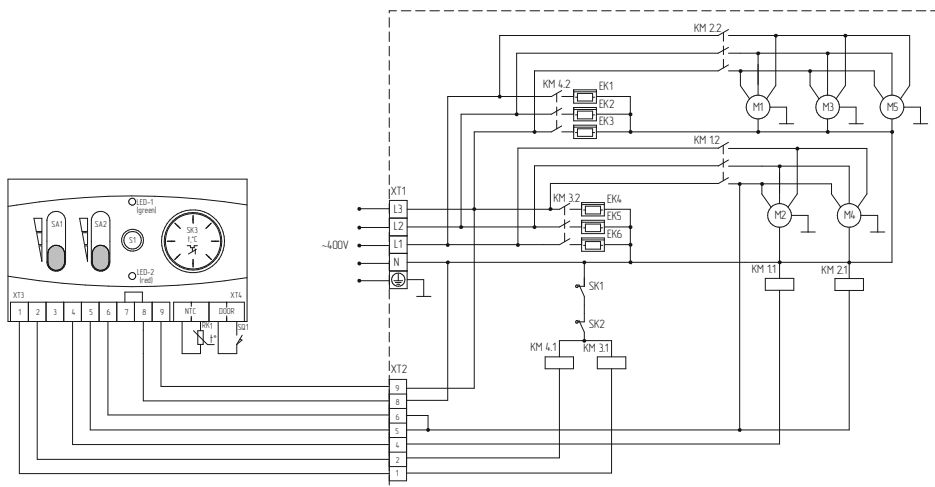 KM 2.2
KM 4.2
EK1
EK2
EK3
M1
M3
M5
KM 1.2
XT1
L3
L2
L1
N
~400V
KM 3.2
EK4
EK5
EK6
M2
M4
KM 1.1
KM 2.1
SK1
SK2
KM 4.1
KM 3.1
LED-1
(green)
SA1
SA2
S1
SK3
t,°C
LED-2
(red)
XT3
XT4
1 2 3 4 5 6 7 8 9
NTC
DOOR
RK1
t°
SQ1
XT2
9
8
6
5
4
2
1